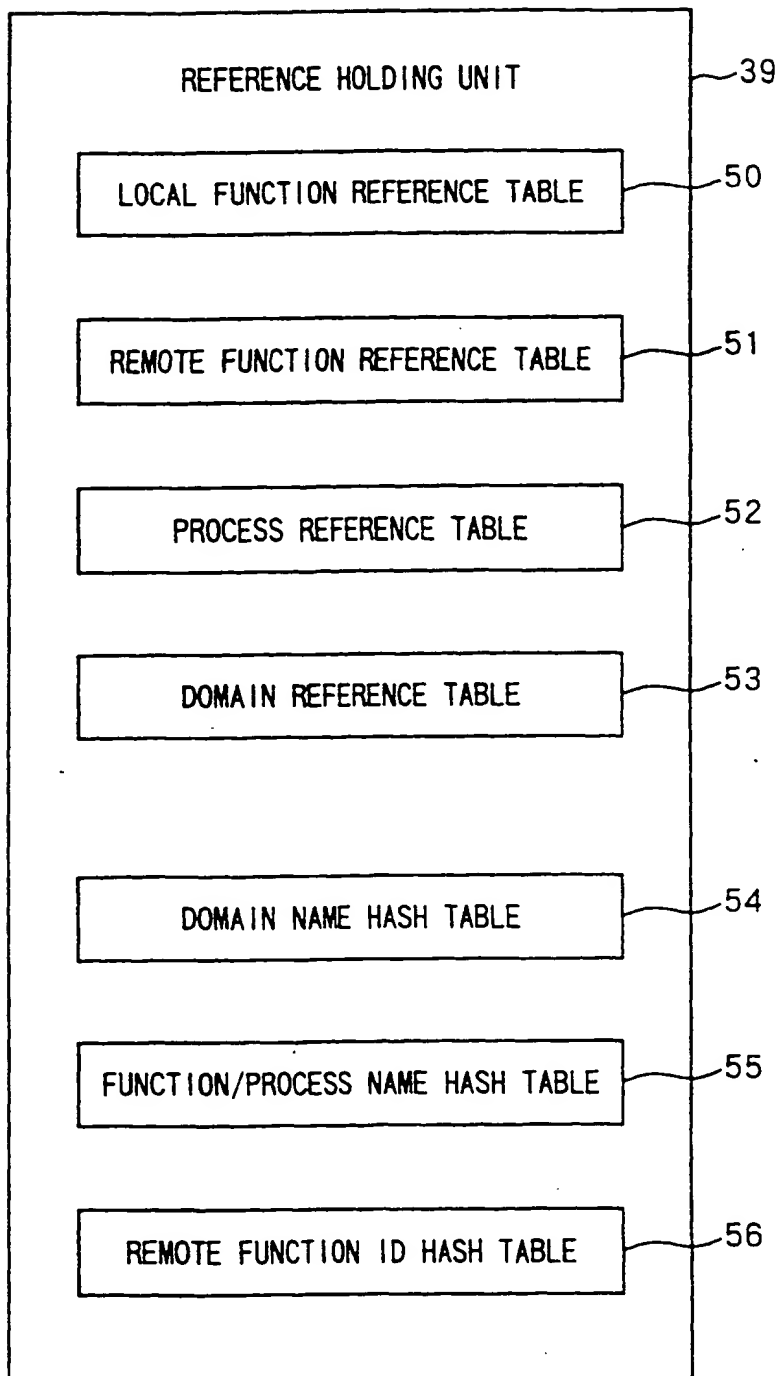 REFERENCE HOLDING UNIT 39
LOCAL FUNCTION REFERENCE TABLE 50
REMOTE FUNCTION REFERENCE TABLE 51
PROCESS REFERENCE TABLE 52
DOMAIN REFERENCE TABLE 53
DOMAIN NAME HASH TABLE 54
FUNCTION/PROCESS NAME HASH TABLE 55
REMOTE FUNCTION ID HASH TABLE 56